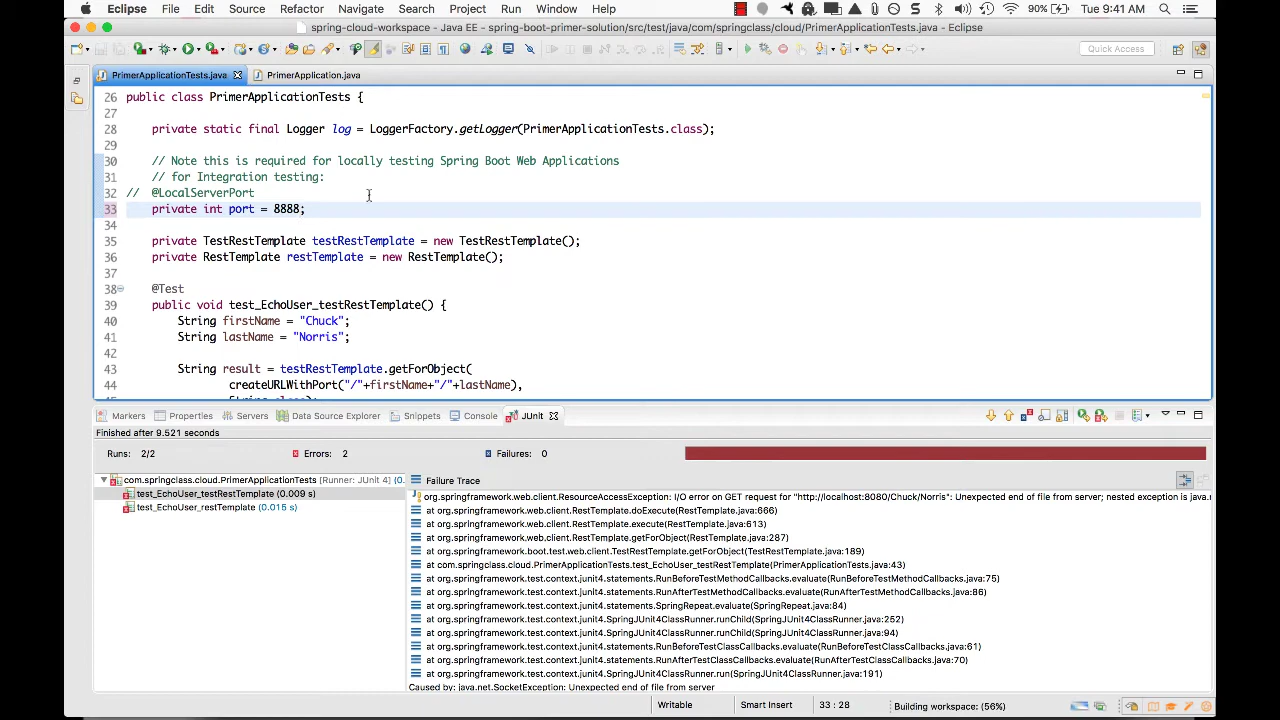 Eclipse File Edit Source Refactor Navigate Search Project Run Window Help 90% Tue 9:41 AM
spring-cloud-workspace - Java EE - spring-boot-primer-solution/src/test/java/com/springclass/cloud/PrimerApplicationTests.java - Eclipse
Quick Access
PrimerApplicationTests.java PrimerApplication.java
26 public class PrimerApplicationTests {
27
28 private static final Logger log = LoggerFactory.getLogger(PrimerApplicationTests.class);
29
30 // Note this is required for locally testing Spring Boot Web Applications
31 // for Integration testing:
32 // @LocalServerPort
33 private int port = 8888;
34
35 private TestRestTemplate testRestTemplate = new TestRestTemplate();
36 private RestTemplate restTemplate = new RestTemplate();
37
38 @Test
39 public void test_EchoUser_testRestTemplate() {
40 String firstName = "Chuck";
41 String lastName = "Norris";
42
43 String result = testRestTemplate.getForObject(
44 createURLWithPort("/"+firstName+"/"+lastName),
Markers Properties Servers Data Source Explorer Snippets Console JUnit
Finished after 9.521 seconds
Runs: 2/2 Errors: 2 Failures: 0
com.springclass.cloud.PrimerApplicationTests [Runner: JUnit 4] (0.
test_EchoUser_testRestTemplate (0.009 s)
test_EchoUser_restTemplate (0.015 s)
Failure Trace
org.springframework.web.client.ResourceAccessException: I/O error on GET request for "http://localhost:8080/Chuck/Norris": Unexpected end of file from server; nested exception is java.n
at org.springframework.web.client.RestTemplate.doExecute(RestTemplate.java:666)
at org.springframework.web.client.RestTemplate.execute(RestTemplate.java:613)
at org.springframework.web.client.RestTemplate.getForObject(RestTemplate.java:287)
at org.springframework.boot.test.web.client.TestRestTemplate.getForObject(TestRestTemplate.java:189)
at com.springclass.cloud.PrimerApplicationTests.test_EchoUser_testRestTemplate(PrimerApplicationTests.java:43)
at org.springframework.test.context.junit4.statements.RunBeforeTestMethodCallbacks.evaluate(RunBeforeTestMethodCallbacks.java:75)
at org.springframework.test.context.junit4.statements.RunAfterTestMethodCallbacks.evaluate(RunAfterTestMethodCallbacks.java:86)
at org.springframework.test.context.junit4.statements.SpringRepeat.evaluate(SpringRepeat.java:84)
at org.springframework.test.context.junit4.SpringJUnit4ClassRunner.runChild(SpringJUnit4ClassRunner.java:252)
at org.springframework.test.context.junit4.SpringJUnit4ClassRunner.runChild(SpringJUnit4ClassRunner.java:94)
at org.springframework.test.context.junit4.statements.RunBeforeTestClassCallbacks.evaluate(RunBeforeTestClassCallbacks.java:61)
at org.springframework.test.context.junit4.statements.RunAfterTestClassCallbacks.evaluate(RunAfterTestClassCallbacks.java:70)
at org.springframework.test.context.junit4.SpringJUnit4ClassRunner.run(SpringJUnit4ClassRunner.java:191)
Caused by: java.net.SocketException: Unexpected end of file from server
Writable Smart Insert 33 : 28 Building workspace: (56%)